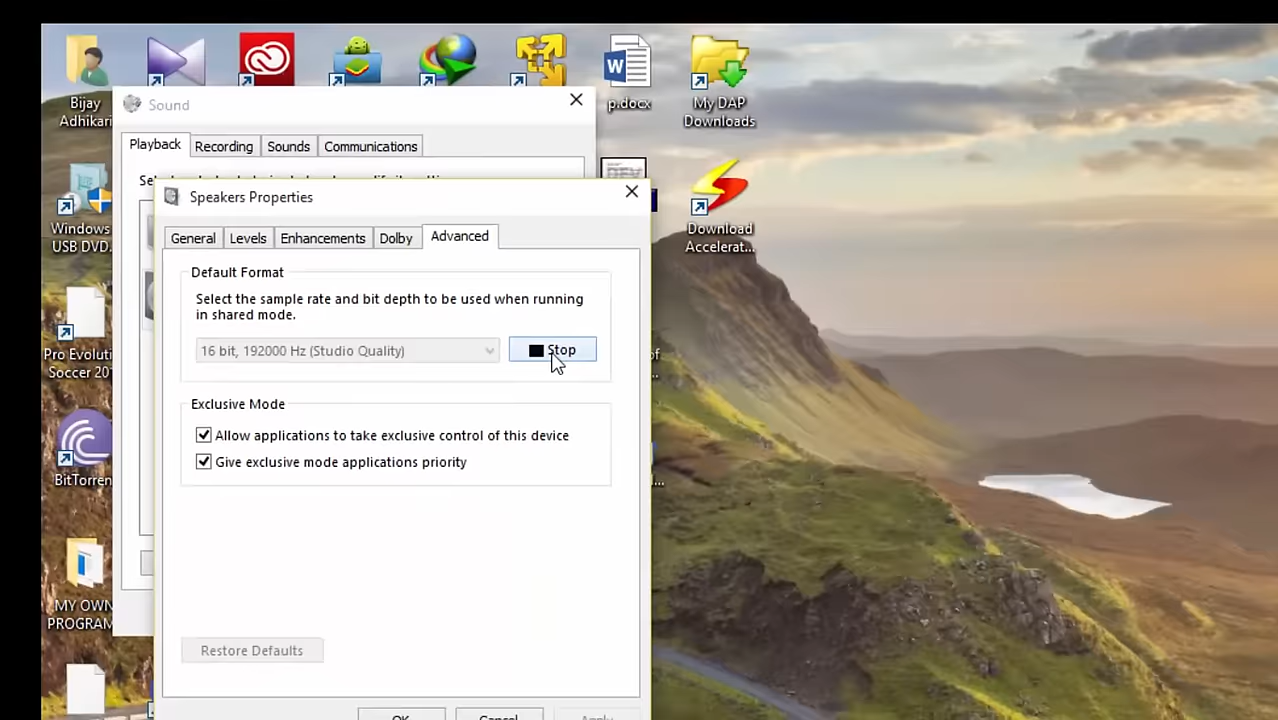 Bijay
Adhikari
p.docx
My DAP
Downloads
Sound
Playback
Recording
Sounds
Communications
Windows
USB DVD.
Download
Accelerat...
Speakers Properties
General
Levels
Enhancements
Dolby
Advanced
Default Format
Select the sample rate and bit depth to be used when running
in shared mode.
16 bit, 192000 Hz (Studio Quality)
Stop
Pro Evoluti
Soccer 20
Exclusive Mode
Allow applications to take exclusive control of this device
Give exclusive mode applications priority
BitTorren
MY OWN
PROGRAM
Restore Defaults
OK
Cancel
Apply